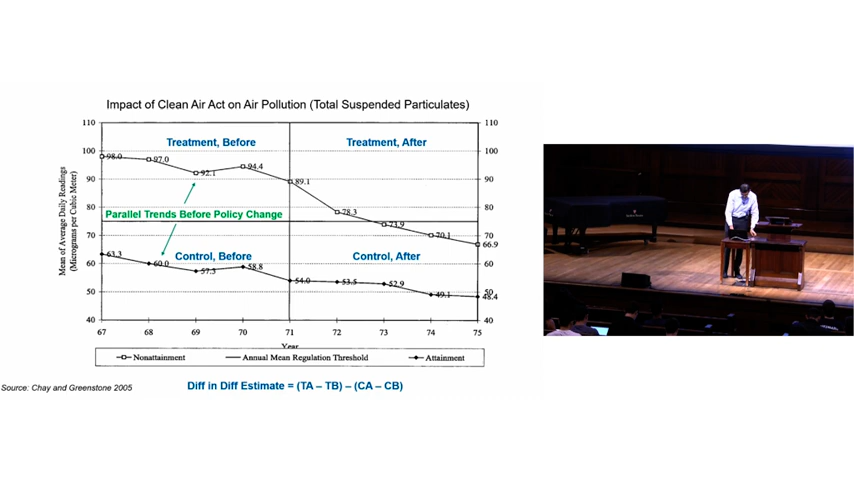 Impact of Clean Air Act on Air Pollution (Total Suspended Particulates)
110
100
90
80
70
60
50
40
Mean of Average Daily Readings
(Micrograms per Cubic Meter)
Treatment, Before
Treatment, After
98.0
97.0
92.1
94.4
89.1
78.3
73.9
70.1
66.9
Parallel Trends Before Policy Change
Control, Before
Control, After
63.3
60.0
57.3
58.8
54.0
53.5
52.9
49.1
48.4
110
100
90
80
70
60
50
40
67 68 69 70 71 72 73 74 75
Year
Nonattainment Annual Mean Regulation Threshold Attainment
Source: Chay and Greenstone 2005
Diff in Diff Estimate = (TA – TB) – (CA – CB)